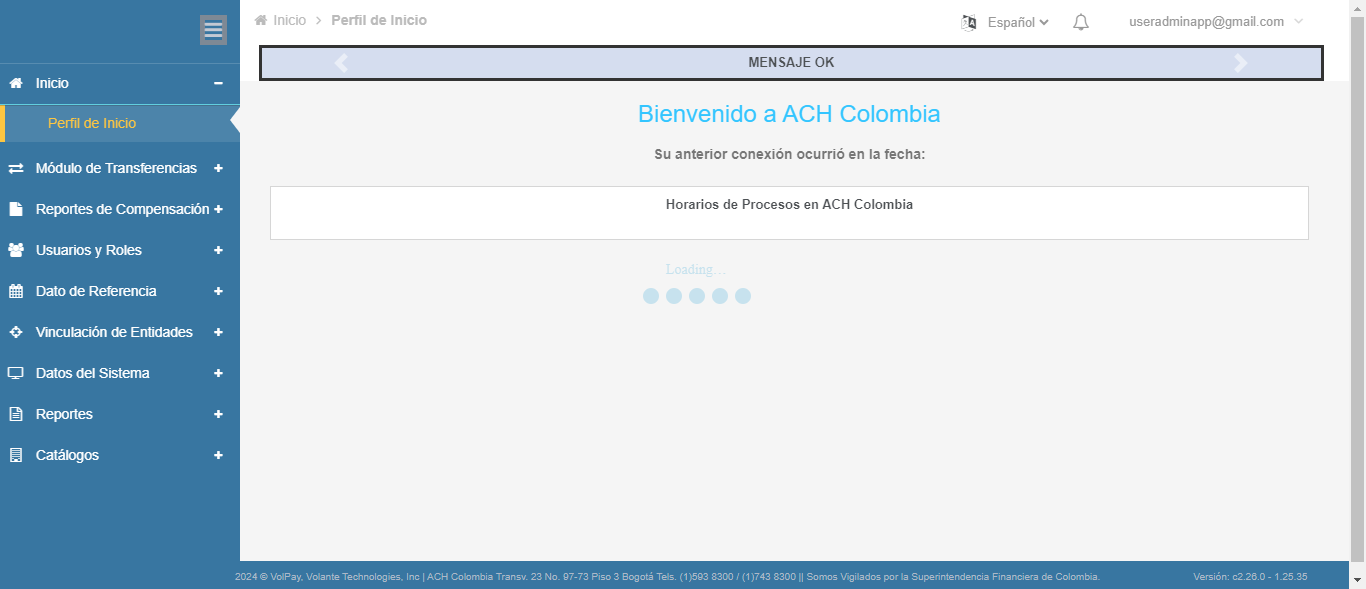 Inicio > Perfil de Inicio
Español
useradminapp@gmail.com
MENSAJE OK
Inicio
Perfil de Inicio
Módulo de Transferencias
Reportes de Compensación
Usuarios y Roles
Dato de Referencia
Vinculación de Entidades
Datos del Sistema
Reportes
Catálogos
Bienvenido a ACH Colombia
Su anterior conexión ocurrió en la fecha:
Horarios de Procesos en ACH Colombia
Loading...
2024 © VolPay, Volante Technologies, Inc | ACH Colombia Transv. 23 No. 97-73 Piso 3 Bogotá Tels. (1)593 8300 / (1)743 8300 || Somos Vigilados por la Superintendencia Financiera de Colombia.
Versión: c2.26.0 - 1.25.35